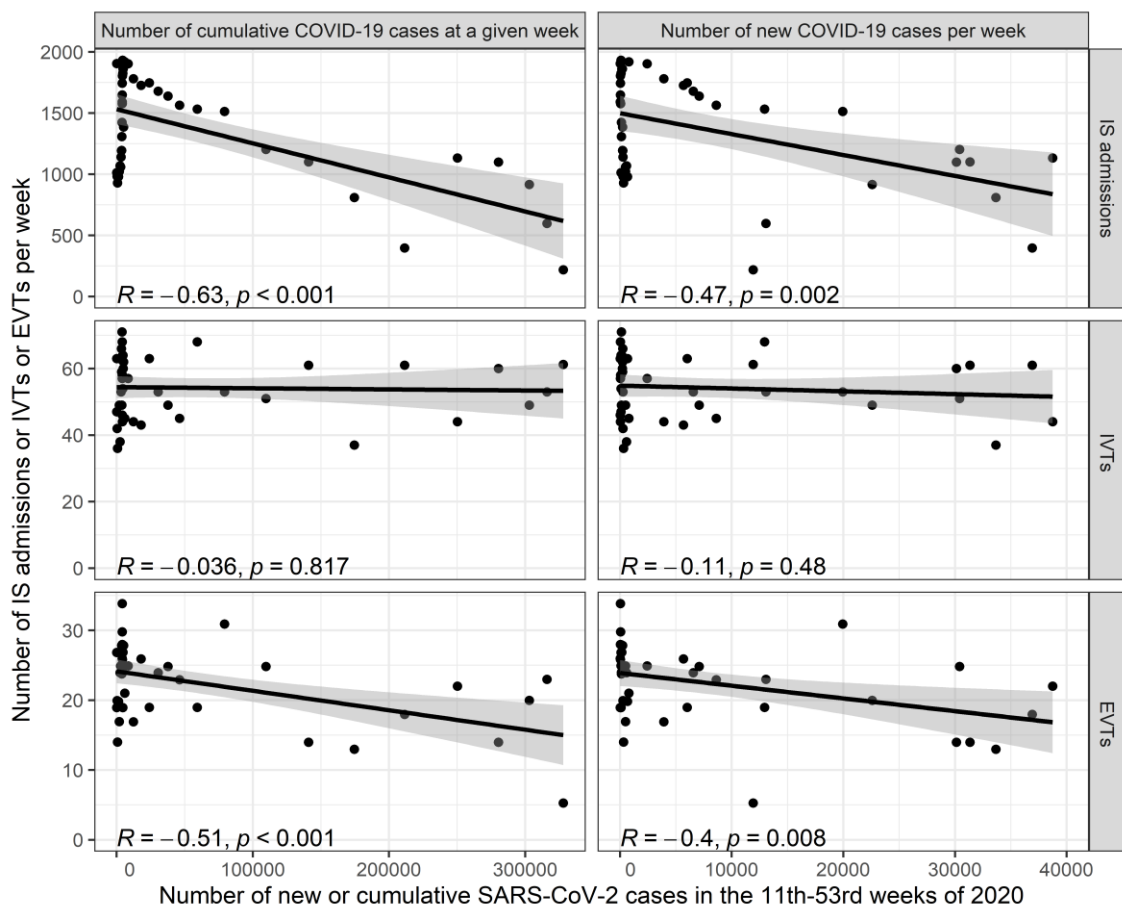 Number of cumulative COVID-19 cases at a given week
Number of new COVID-19 cases per week
Number of IS admissions or IVTs or EVTs per week
2000
1500
1000
500
0
R = −0.63, p < 0.001
R = −0.47, p = 0.002
IS admissions
60
40
20
0
R = −0.036, p = 0.817
R = −0.11, p = 0.48
IVTs
30
20
10
0
R = −0.51, p < 0.001
R = −0.4, p = 0.008
EVTs
0 100000 200000 300000
0 10000 20000 30000 40000
Number of new or cumulative SARS-CoV-2 cases in the 11th-53rd weeks of 2020